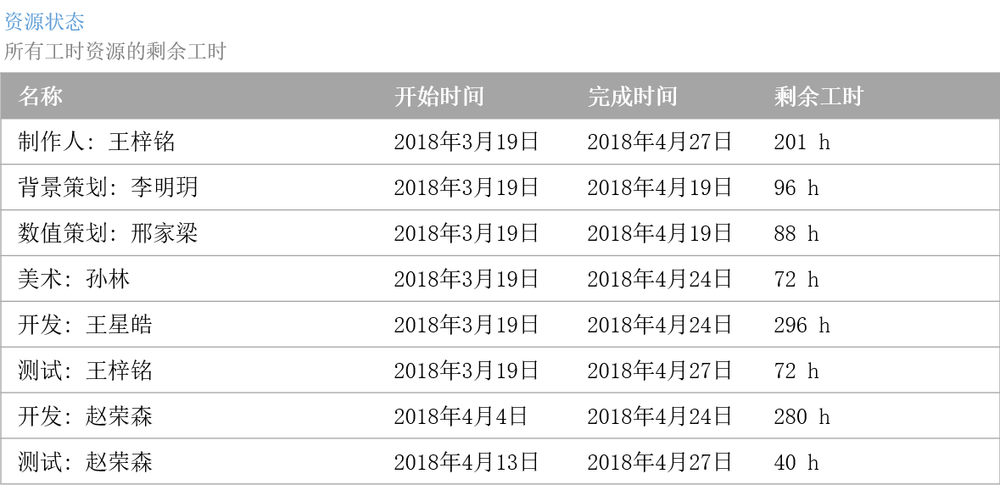 资源状态
所有工时资源的剩余工时
名称 开始时间 完成时间 剩余工时
制作人：王梓铭 2018年3月19日 2018年4月27日 201 h
背景策划：李明玥 2018年3月19日 2018年4月19日 96 h
数值策划：邢家梁 2018年3月19日 2018年4月19日 88 h
美术：孙林 2018年3月19日 2018年4月24日 72 h
开发：王星皓 2018年3月19日 2018年4月24日 296 h
测试：王梓铭 2018年3月19日 2018年4月27日 72 h
开发：赵荣森 2018年4月4日 2018年4月24日 280 h
测试：赵荣森 2018年4月13日 2018年4月27日 40 h